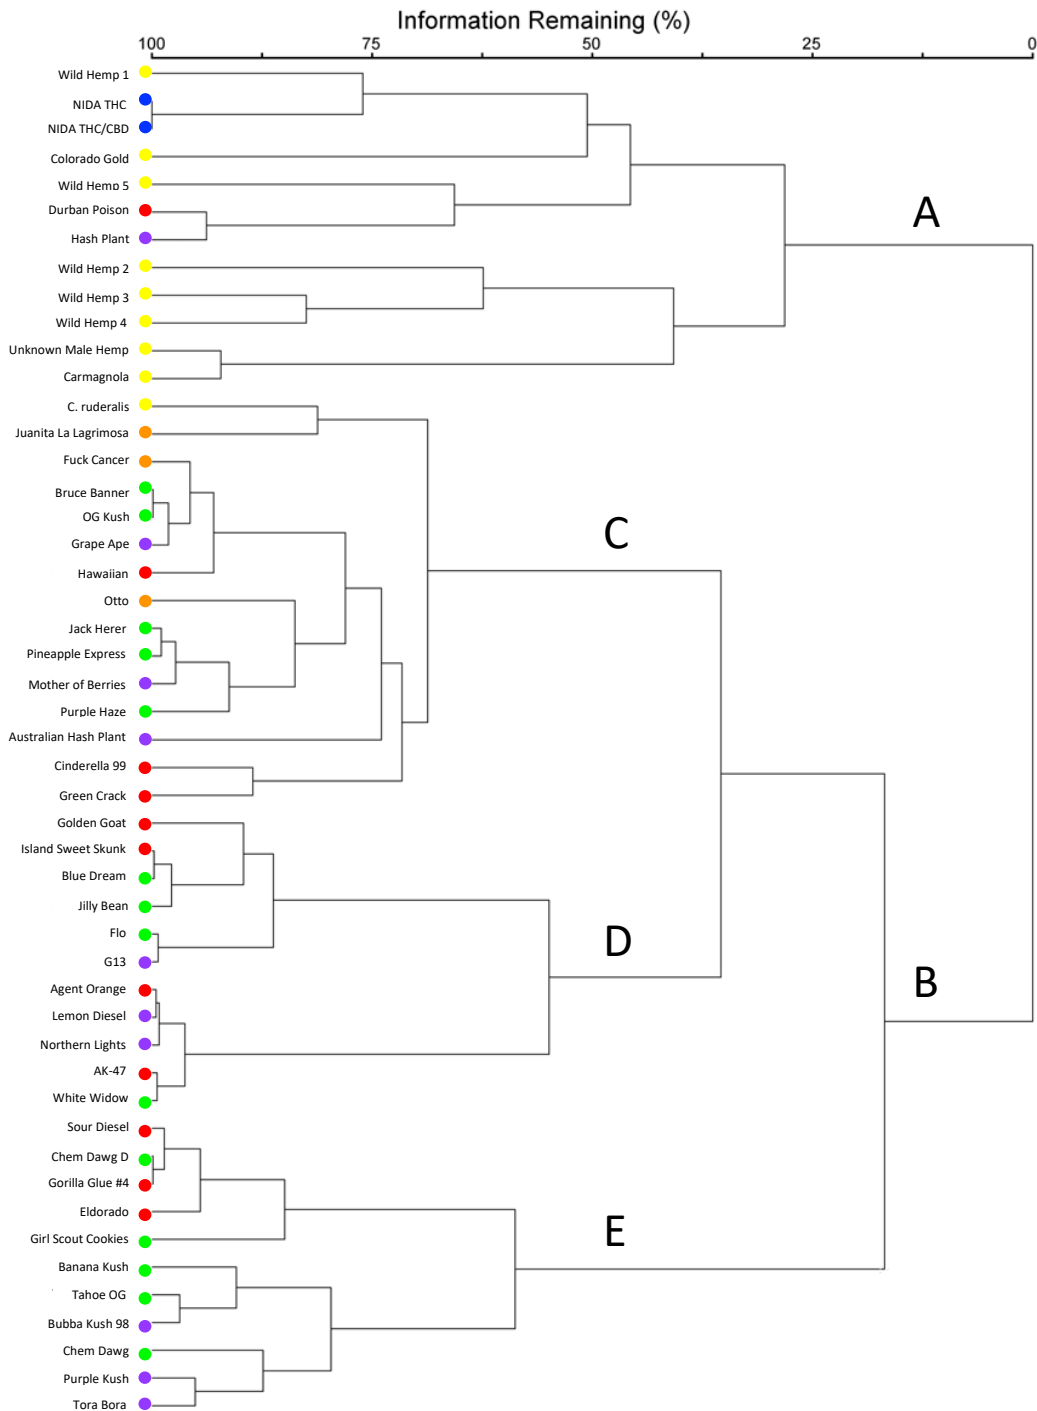 Information Remaining (%)
100 75 50 25 0
Wild Hemp 1
NIDA THC
NIDA THC/CBD
Colorado Gold
Wild Hemp 5
Durban Poison
A
Hash Plant
Wild Hemp 2
Wild Hemp 3
Wild Hemp 4
Unknown Male Hemp
Carmagnola
C. ruderalis
Juanita La Lagrimosa
Fuck Cancer
Bruce Banner
OG Kush
C
Grape Ape
Hawaiian
Otto
Jack Herer
Pineapple Express
Mother of Berries
Purple Haze
Australian Hash Plant
Cinderella 99
Green Crack
Golden Goat
Island Sweet Skunk
Blue Dream
Jilly Bean
Flo
D
G13
B
Agent Orange
Lemon Diesel
Northern Lights
AK-47
White Widow
Sour Diesel
Chem Dawg D
Gorilla Glue #4
Eldorado
E
Girl Scout Cookies
Banana Kush
Tahoe OG
Bubba Kush 98
Chem Dawg
Purple Kush
Tora Bora